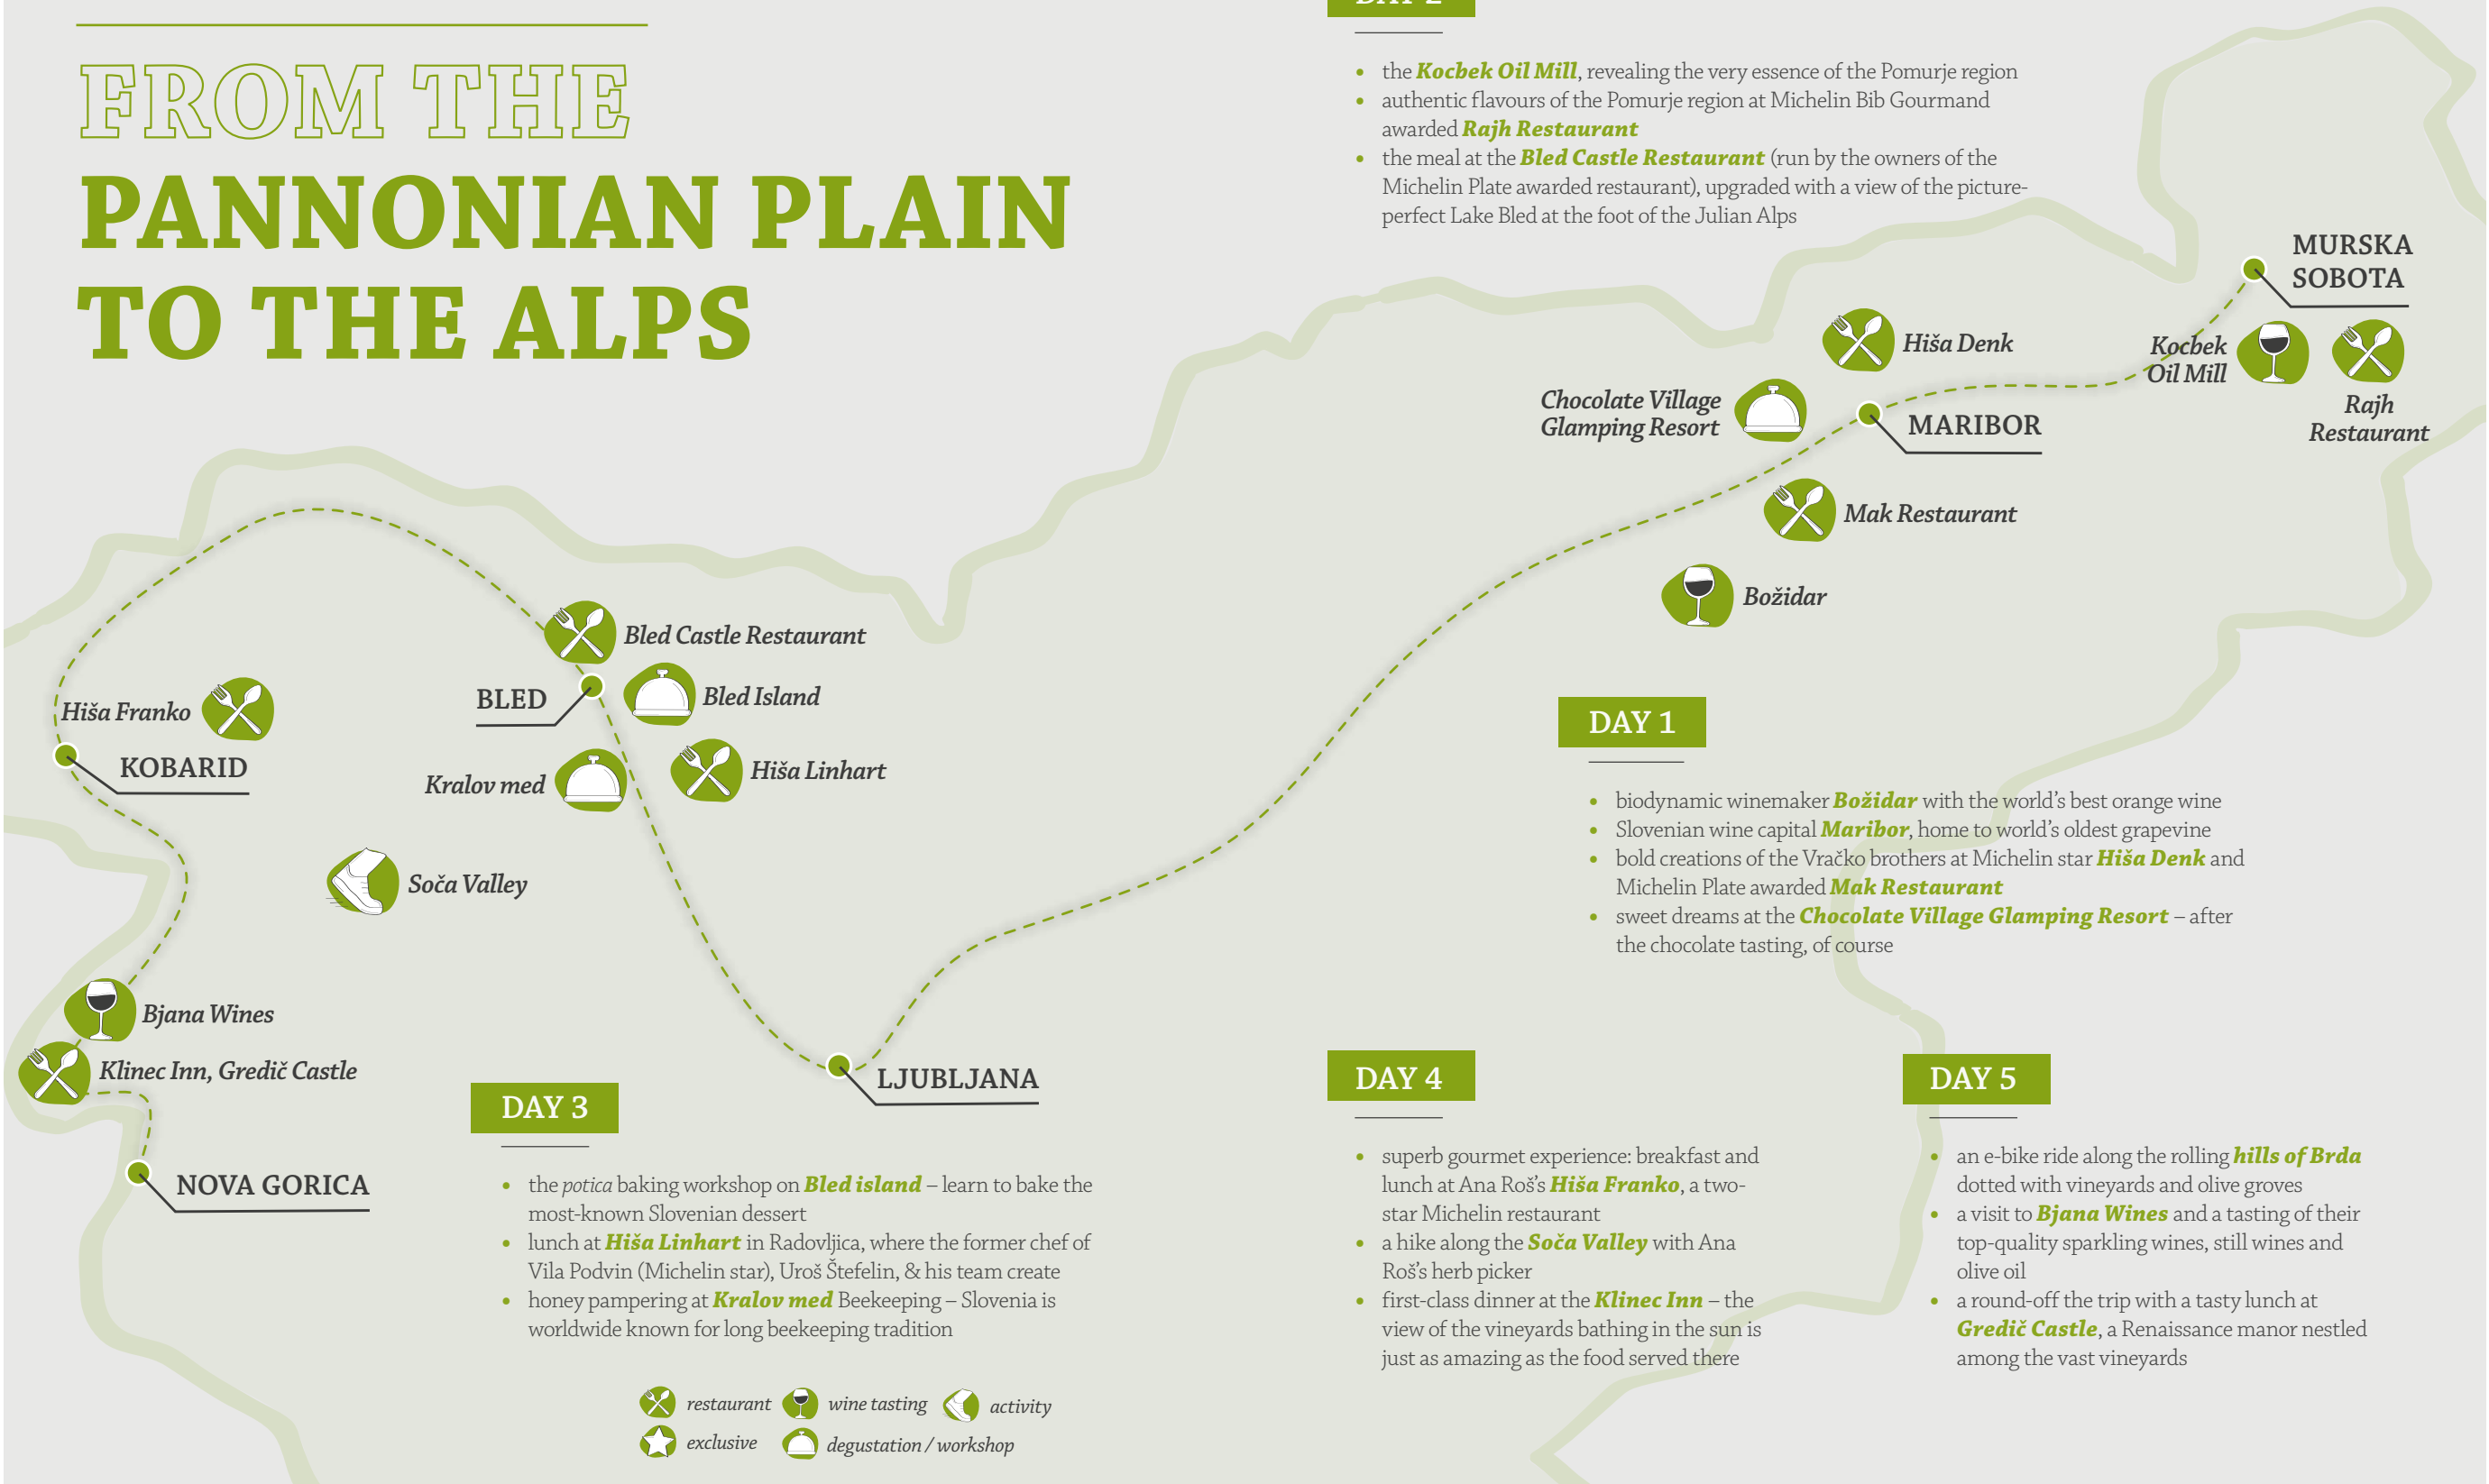 FROM THE
PANNONIAN PLAIN
TO THE ALPS
DAY 2
• the Kocbek Oil Mill, revealing the very essence of the Pomurje region
• authentic flavours of the Pomurje region at Michelin Bib Gourmand
awarded Rajh Restaurant
• the meal at the Bled Castle Restaurant (run by the owners of the
Michelin Plate awarded restaurant), upgraded with a view of the picture-
perfect Lake Bled at the foot of the Julian Alps
MURSKA
SOBOTA
Hiša Denk
Kocbek
Oil Mill
Rajh
Restaurant
Chocolate Village
Glamping Resort
MARIBOR
Mak Restaurant
Božidar
Bled Castle Restaurant
BLED
Bled Island
Hiša Franko
KOBARID
Kralov med
Hiša Linhart
Soča Valley
Bjana Wines
Klinec Inn, Gredič Castle
LJUBLJANA
NOVA GORICA
DAY 1
• biodynamic winemaker Božidar with the world's best orange wine
• Slovenian wine capital Maribor, home to world's oldest grapevine
• bold creations of the Vračko brothers at Michelin star Hiša Denk and
Michelin Plate awarded Mak Restaurant
• sweet dreams at the Chocolate Village Glamping Resort – after
the chocolate tasting, of course
DAY 3
• the potica baking workshop on Bled island – learn to bake the
most-known Slovenian dessert
• lunch at Hiša Linhart in Radovljica, where the former chef of
Vila Podvin (Michelin star), Uroš Štefelin, & his team create
• honey pampering at Kralov med Beekeeping – Slovenia is
worldwide known for long beekeeping tradition
DAY 4
• superb gourmet experience: breakfast and
lunch at Ana Roš's Hiša Franko, a two-
star Michelin restaurant
• a hike along the Soča Valley with Ana
Roš's herb picker
• first-class dinner at the Klinec Inn – the
view of the vineyards bathing in the sun is
just as amazing as the food served there
DAY 5
• an e-bike ride along the rolling hills of Brda
dotted with vineyards and olive groves
• a visit to Bjana Wines and a tasting of their
top-quality sparkling wines, still wines and
olive oil
• a round-off the trip with a tasty lunch at
Gredič Castle, a Renaissance manor nestled
among the vast vineyards
restaurant wine tasting activity
exclusive degustation / workshop